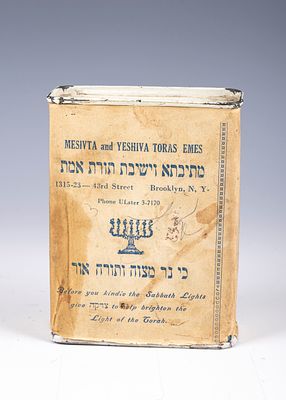 MESIVTA and YESHIVA TORAS EMES
מתיבתא וישיבת תורת אמת
1315-23 — 43rd Street Brooklyn, N. Y.
Phone ULster 3-7120
כי נר מצוה ותורה אור
Before you kindle the Sabbath Lights
give צדקה to help brighten the
Light of the Torah.